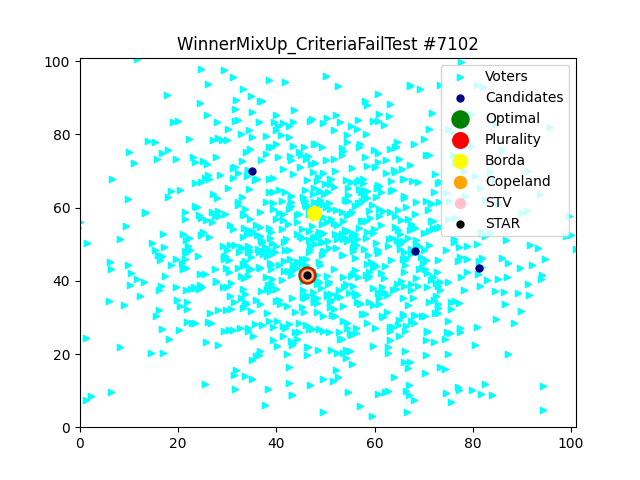 WinnerMixUp_CriteriaFailTest #7102
100
80
60
40
20
0
0 20 40 60 80 100
Voters
Candidates
Optimal
Plurality
Borda
Copeland
STV
STAR